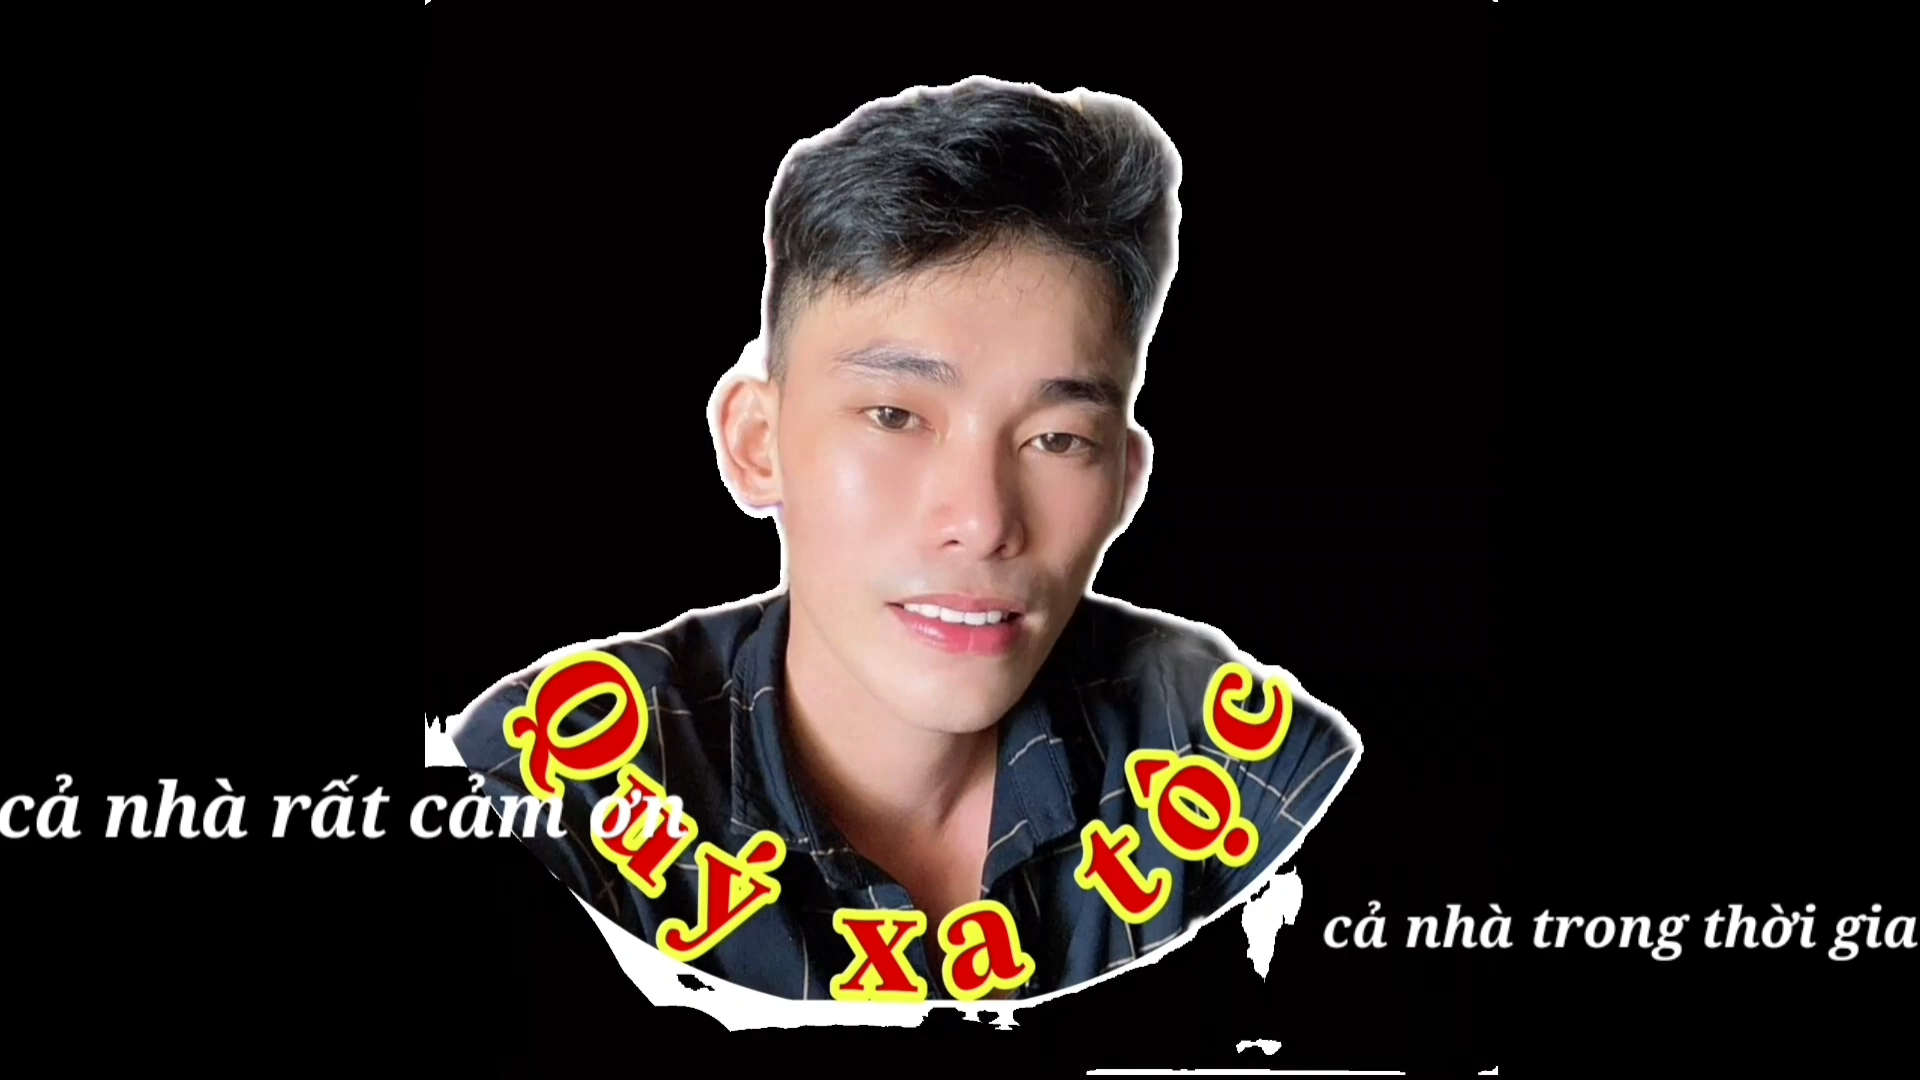 Quý xa tộc
cả nhà rất cảm ơn
cả nhà trong thời gia